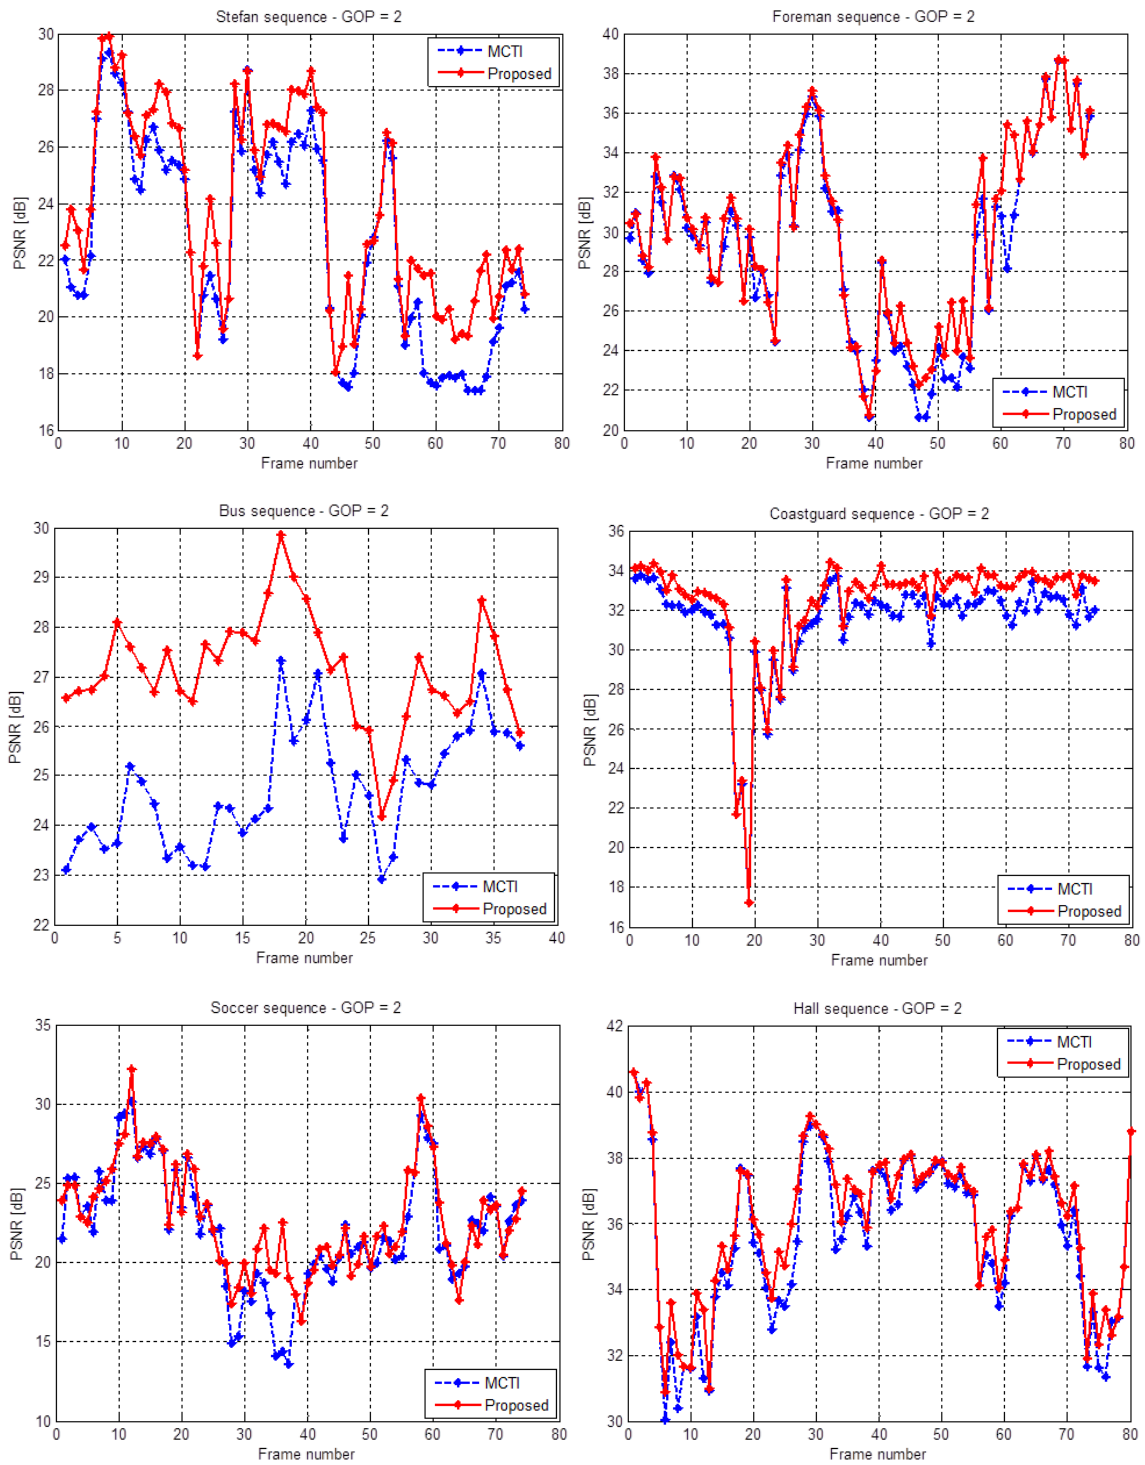 Stefan sequence - GOP = 2
PSNR [dB]
30
28
26
24
22
20
18
16
0 10 20 30 40 50 60 70 80
Frame number
MCTI
Proposed
Foreman sequence - GOP = 2
PSNR [dB]
40
38
36
34
32
30
28
26
24
22
20
0 10 20 30 40 50 60 70 80
Frame number
MCTI
Proposed
Bus sequence - GOP = 2
PSNR [dB]
30
29
28
27
26
25
24
23
22
0 5 10 15 20 25 30 35 40
Frame number
MCTI
Proposed
Coastguard sequence - GOP = 2
PSNR [dB]
36
34
32
30
28
26
24
22
20
18
16
0 10 20 30 40 50 60 70 80
Frame number
MCTI
Proposed
Soccer sequence - GOP = 2
PSNR [dB]
35
30
25
20
15
10
0 10 20 30 40 50 60 70 80
Frame number
MCTI
Proposed
Hall sequence - GOP = 2
PSNR [dB]
42
40
38
36
34
32
30
0 10 20 30 40 50 60 70 80
Frame number
MCTI
Proposed